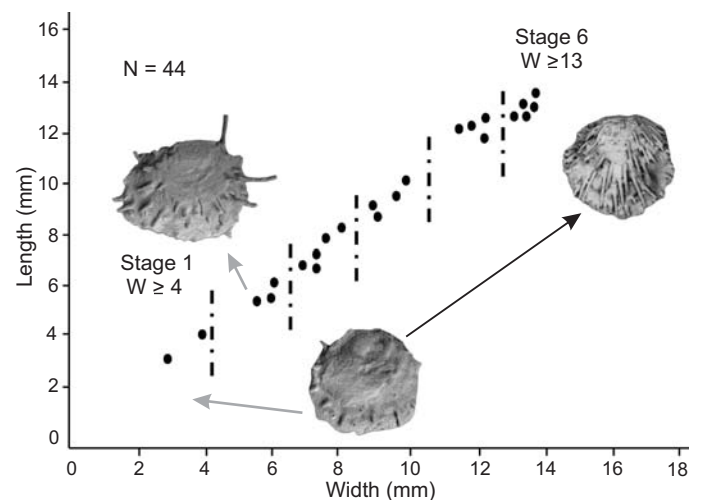 16
14
12
10
8
6
4
2
0
Length (mm)
N = 44
Stage 6
W ≥13
Stage 1
W ≥ 4
0 2 4 6 8 10 12 14 16 18
Width (mm)